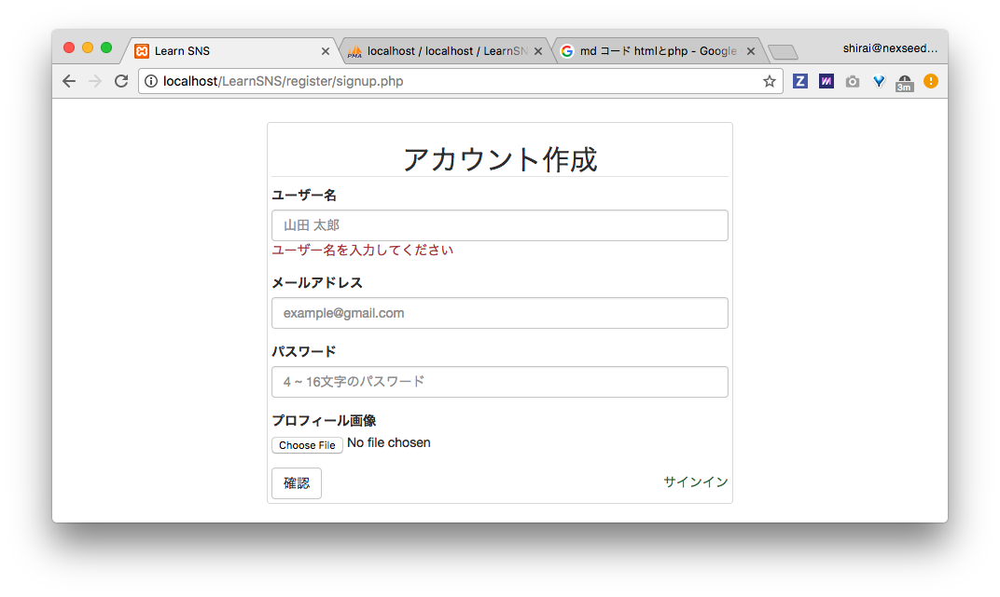 Learn SNS
PMA
localhost / localhost / LearnSN
md コード htmlとphp - Google
shirai@nexseed...
localhost/LearnSNS/register/signup.php
Z
3m
アカウント作成
ユーザー名
山田 太郎
ユーザー名を入力してください
メールアドレス
example@gmail.com
パスワード
4 ~ 16文字のパスワード
プロフィール画像
Choose File No file chosen
確認
サインイン